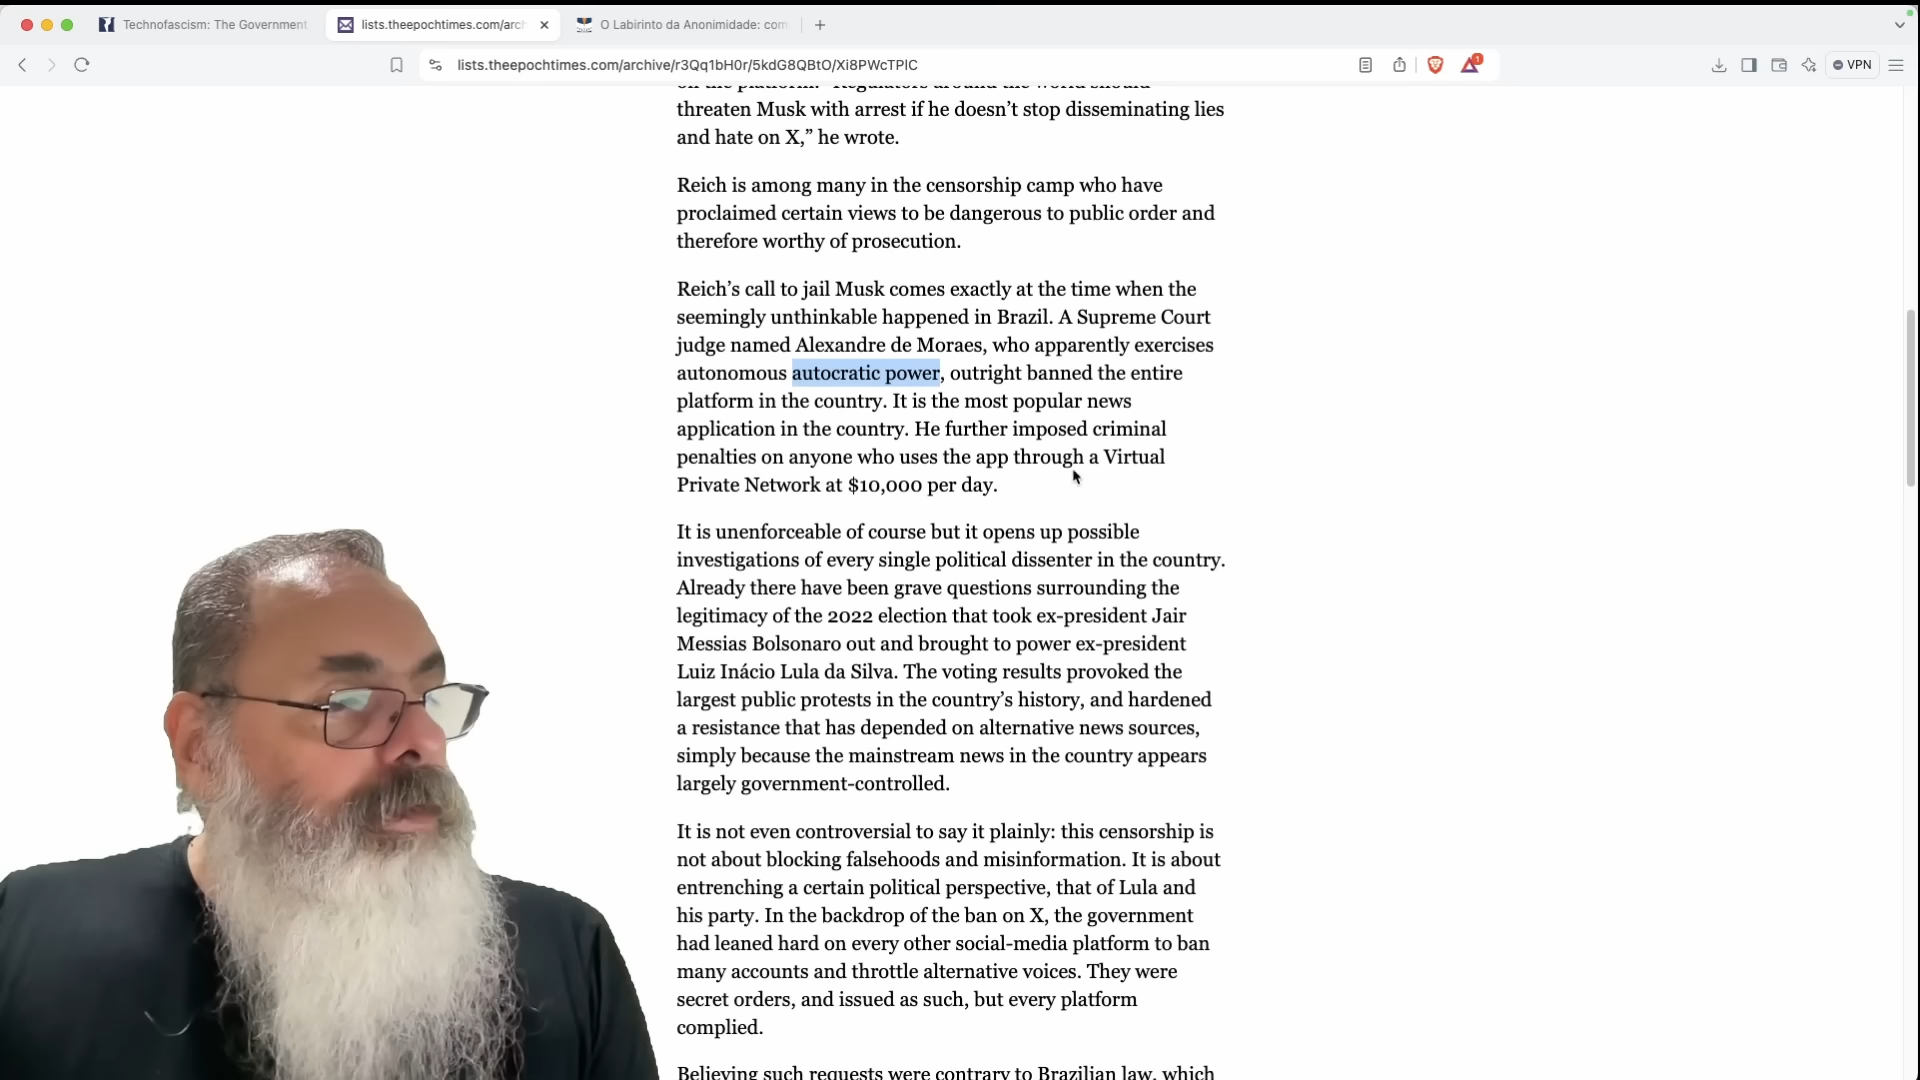 Technofascism: The Government
lists.theepochtimes.com/arch
O Labirinto da Anonimidade: com
lists.theepochtimes.com/archive/r3Qq1bH0r/5kdG8QBtO/Xi8PWcTPlC
1
VPN
on the platform. “Regulators around the world should
threaten Musk with arrest if he doesn’t stop disseminating lies
and hate on X,” he wrote.
Reich is among many in the censorship camp who have
proclaimed certain views to be dangerous to public order and
therefore worthy of prosecution.
Reich’s call to jail Musk comes exactly at the time when the
seemingly unthinkable happened in Brazil. A Supreme Court
judge named Alexandre de Moraes, who apparently exercises
autonomous autocratic power, outright banned the entire
platform in the country. It is the most popular news
application in the country. He further imposed criminal
penalties on anyone who uses the app through a Virtual
Private Network at $10,000 per day.
It is unenforceable of course but it opens up possible
investigations of every single political dissenter in the country.
Already there have been grave questions surrounding the
legitimacy of the 2022 election that took ex-president Jair
Messias Bolsonaro out and brought to power ex-president
Luiz Inácio Lula da Silva. The voting results provoked the
largest public protests in the country’s history, and hardened
a resistance that has depended on alternative news sources,
simply because the mainstream news in the country appears
largely government-controlled.
It is not even controversial to say it plainly: this censorship is
not about blocking falsehoods and misinformation. It is about
entrenching a certain political perspective, that of Lula and
his party. In the backdrop of the ban on X, the government
had leaned hard on every other social-media platform to ban
many accounts and throttle alternative voices. They were
secret orders, and issued as such, but every platform
complied.
Believing such requests were contrary to Brazilian law, which